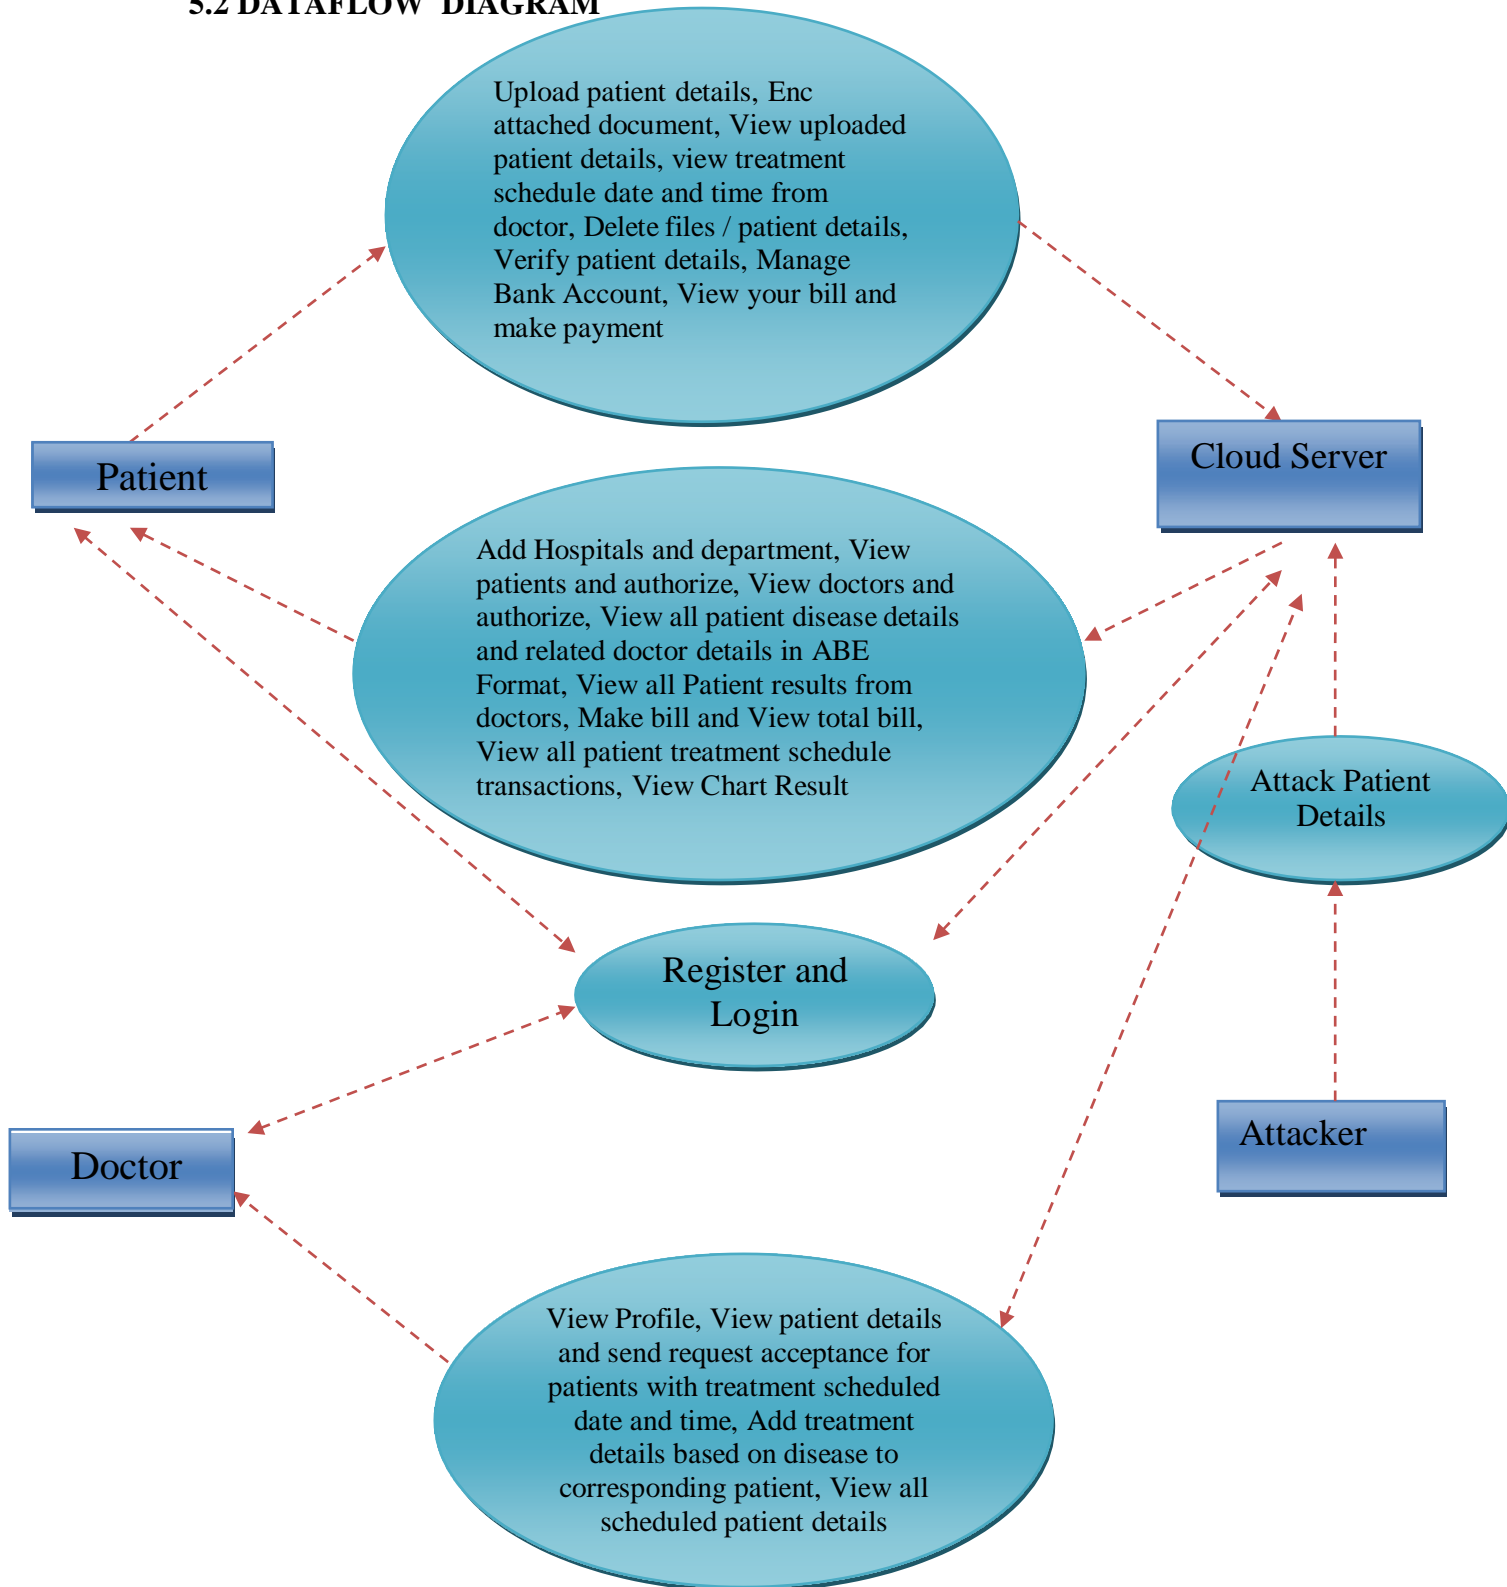 5.2 DATAFLOW DIAGRAM
Upload patient details, Enc
attached document, View uploaded
patient details, view treatment
schedule date and time from
doctor, Delete files / patient details,
Verify patient details, Manage
Bank Account, View your bill and
make payment
Patient
Cloud Server
Add Hospitals and department, View
patients and authorize, View doctors and
authorize, View all patient disease details
and related doctor details in ABE
Format, View all Patient results from
doctors, Make bill and View total bill,
View all patient treatment schedule
transactions, View Chart Result
Attack Patient
Details
Register and
Login
Doctor
Attacker
View Profile, View patient details
and send request acceptance for
patients with treatment scheduled
date and time, Add treatment
details based on disease to
corresponding patient, View all
scheduled patient details